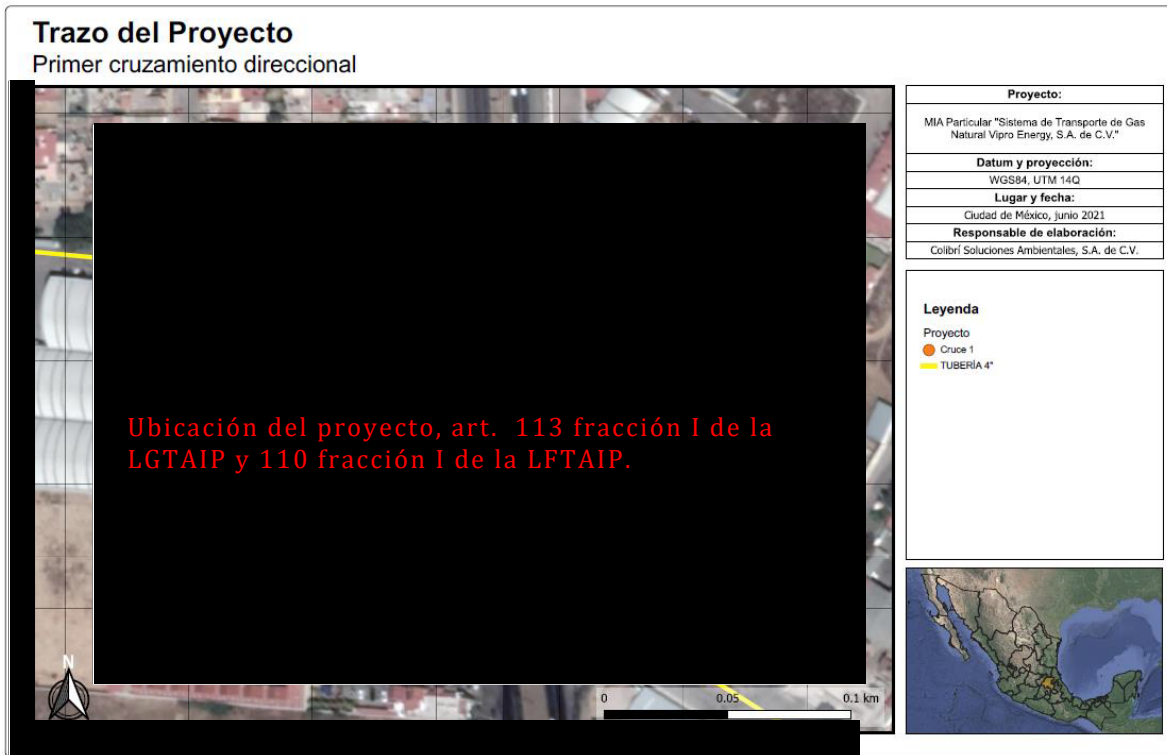 Trazo del Proyecto
Primer cruzamiento direccional
Proyecto:
MIA Particular "Sistema de Transporte de Gas
Natural Vipro Energy, S.A. de C.V."
Datum y proyección:
WGS84, UTM 14Q
Lugar y fecha:
Ciudad de México, junio 2021
Responsable de elaboración:
Colibrí Soluciones Ambientales, S.A. de C.V.
Leyenda
Proyecto
Cruce 1
TUBERÍA 4"
Ubicación del proyecto, art. 113 fracción I de la
LGTAIP y 110 fracción I de la LFTAIP.
N
0 0.05 0.1 km